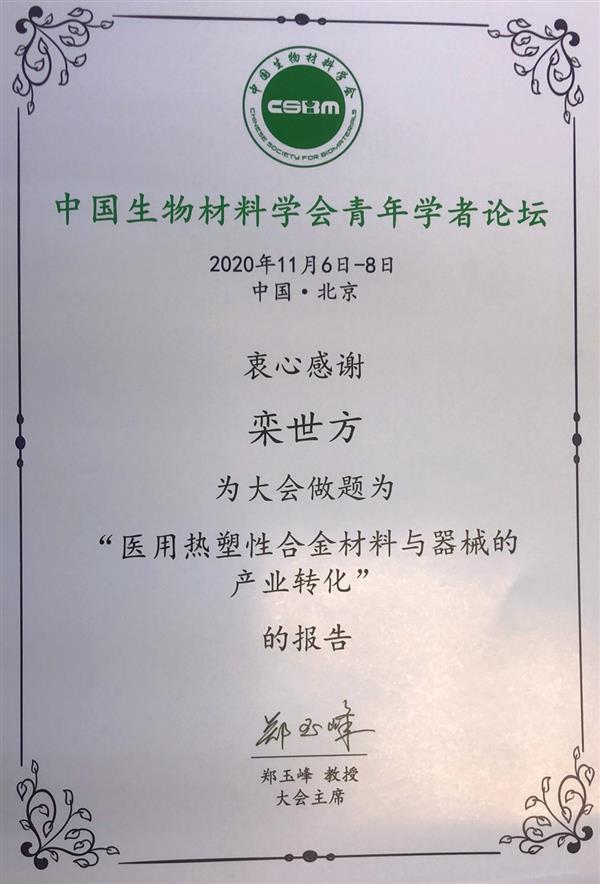 中国生物材料学会
CSBM
CHINESE SOCIETY FOR BIOMATERIALS
中国生物材料学会青年学者论坛
2020年11月6日-8日
中国·北京
衷心感谢
栾世方
为大会做题为
“医用热塑性合金材料与器械的
产业转化”
的报告
郑玉峰
郑玉峰 教授
大会主席